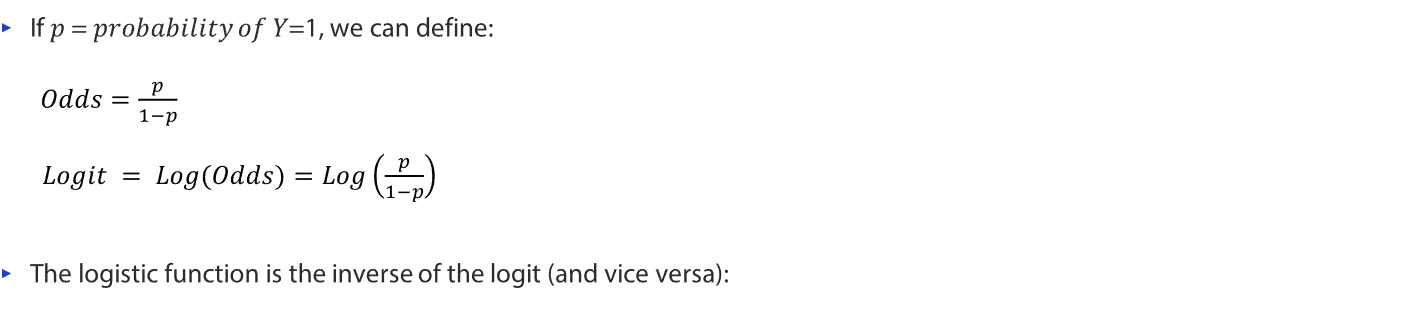 ▸ If p = probability of Y=1, we can define:
Odds = p/(1−p)
Logit = Log(Odds) = Log(p/(1−p))
▸ The logistic function is the inverse of the logit (and vice versa):